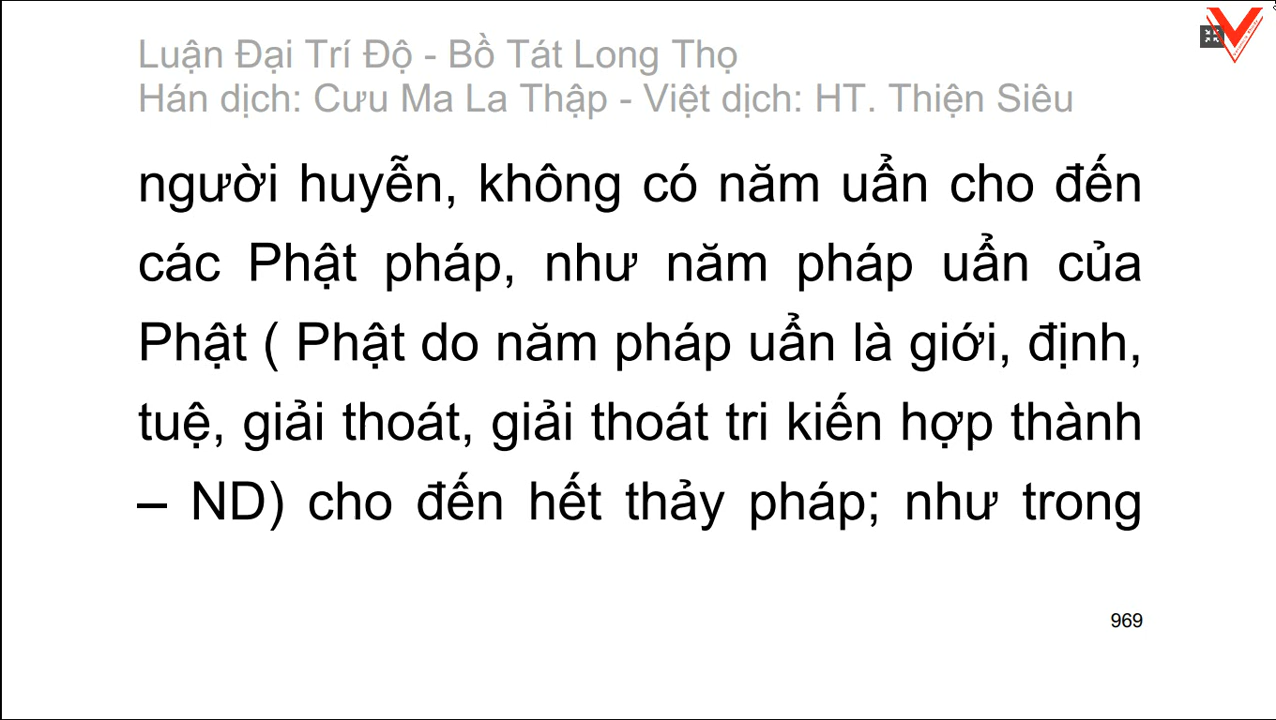 Luận Đại Trí Độ - Bồ Tát Long Thọ
Hán dịch: Cưu Ma La Thập - Việt dịch: HT. Thiện Siêu
người huyễn, không có năm uẩn cho đến
các Phật pháp, như năm pháp uẩn của
Phật ( Phật do năm pháp uẩn là giới, định,
tuệ, giải thoát, giải thoát tri kiến hợp thành
– ND) cho đến hết thảy pháp; như trong
969